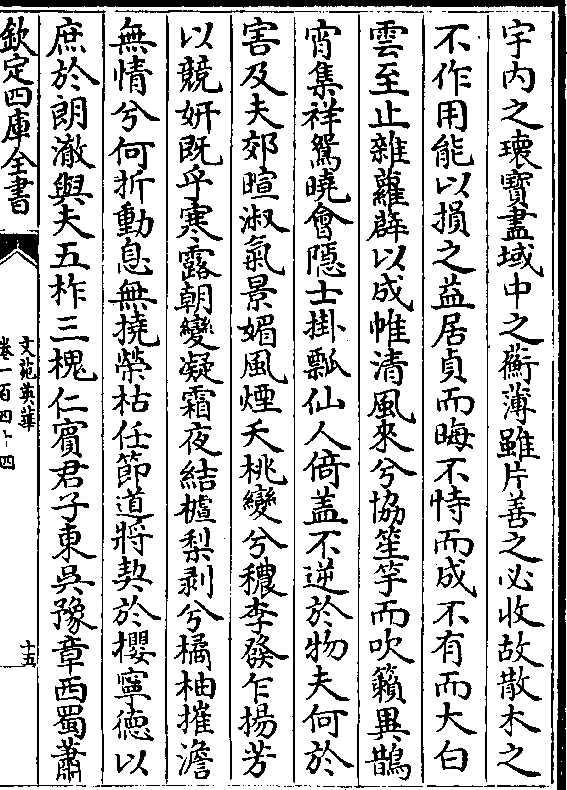 宇内之瓌寳盡域中之蘅薄雖片善之必收故散木之
不作用能以損之益居貞而晦不恃而成不有而大白
雲至止雜蘿薜以成帷清風來兮協笙竽而吹籟異鵲
宵集祥鴛曉會隱士掛瓢仙人倚蓋不逆於物夫何於
害及夫郊暄淑氣景媚風煙夭桃變兮穠李發乍揚芳
以競妍既乎寒露朝變凝霜夜結樝梨剥兮橘柚摧澹
無情兮何折動息無撓榮枯任節道將契於攖寧德以
庶於朗澈與夫五柞三槐仁賔君子東吳豫章西蜀蕭
欽定四庫全書
文苑英華
卷一百四十四
十五